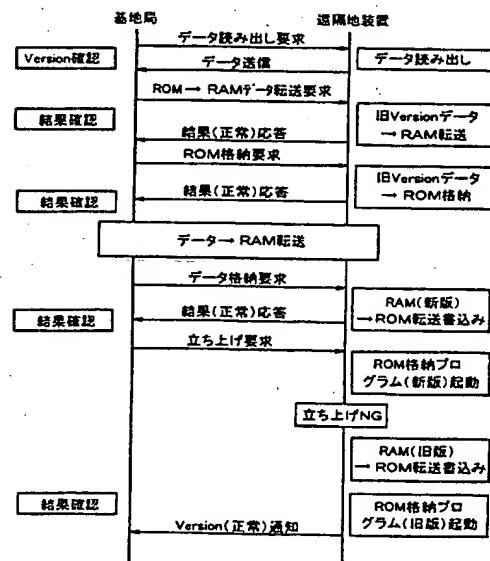 基地局
遠隔地装置
データ読み出し要求
Version確認
データ読み出し
データ送信
ROM→RAMデータ転送要求
結果確認
旧Versionデータ
→RAM転送
結果(正常)応答
ROM格納要求
旧Versionデータ
→ROM格納
結果確認
結果(正常)応答
データ→RAM転送
データ格納要求
RAM(新版)
→ROM転送書込み
結果確認
結果(正常)応答
立ち上げ要求
ROM格納プロ
グラム(新版)起動
立ち上げNG
RAM(旧版)
→ROM転送書込み
結果確認
ROM格納プロ
グラム(旧版)起動
Version(正常)通知